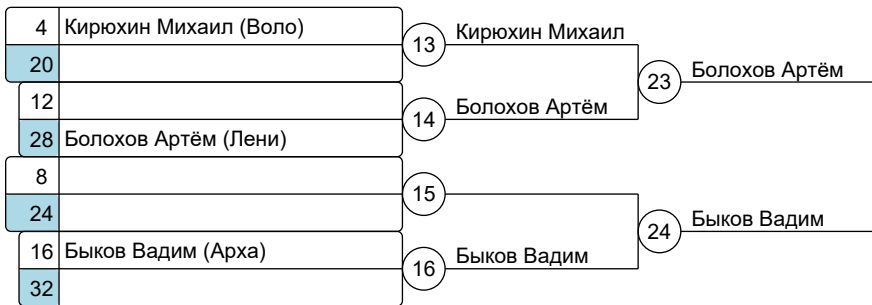 4 Кирюхин Михаил (Воло)
20
12
28 Болохов Артём (Лени)
8
24
16 Быков Вадим (Арха)
32
13 Кирюхин Михаил
14 Болохов Артём
15
16 Быков Вадим
23 Болохов Артём
24 Быков Вадим